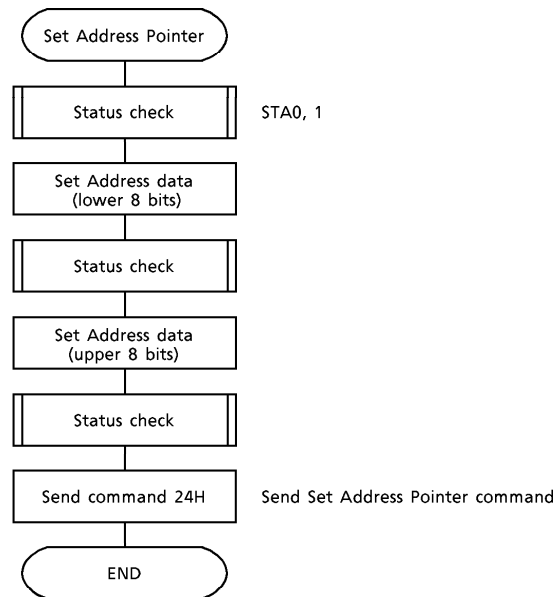 Set Address Pointer
Status check
STA0, 1
Set Address data
(lower 8 bits)
Status check
Set Address data
(upper 8 bits)
Status check
Send command 24H
Send Set Address Pointer command
END